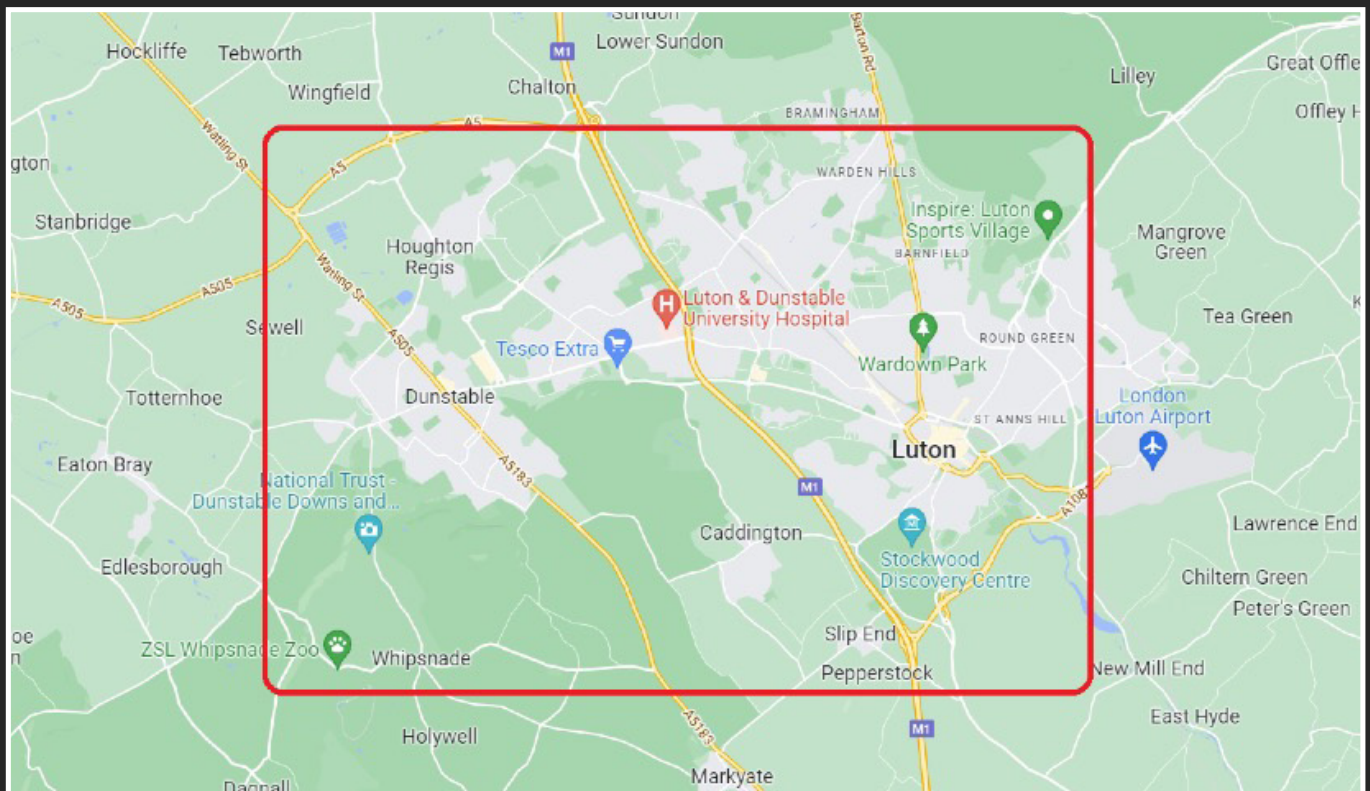 Sundon
Hockliffe
Tebworth
M1
Lower Sundon
Barton Rd
Lilley
Great Offle
Wingfield
Chalton
BRAMINGHAM
Offley H
Watling St
A5
A5
gton
WARDEN HILLS
Stanbridge
Inspire: Luton
Sports Village
Houghton
Regis
BARNFIELD
Mangrove
Green
Watling St
A505
A505
Luton & Dunstable
University Hospital
Sewell
A505
Tea Green
K
Tesco Extra
ROUND GREEN
Wardown Park
Totternhoe
Dunstable
London
Luton Airport
ST ANNS HILL
Luton
Eaton Bray
A5183
National Trust -
Dunstable Downs and...
M1
A1081
Caddington
Lawrence End
Edlesborough
Stockwood
Discovery Centre
Chiltern Green
Peter's Green
oe
n
ZSL Whipsnade Zoo
Whipsnade
Slip End
Pepperstock
New Mill End
A5183
M1
East Hyde
Holywell
Markyate
Dagnall